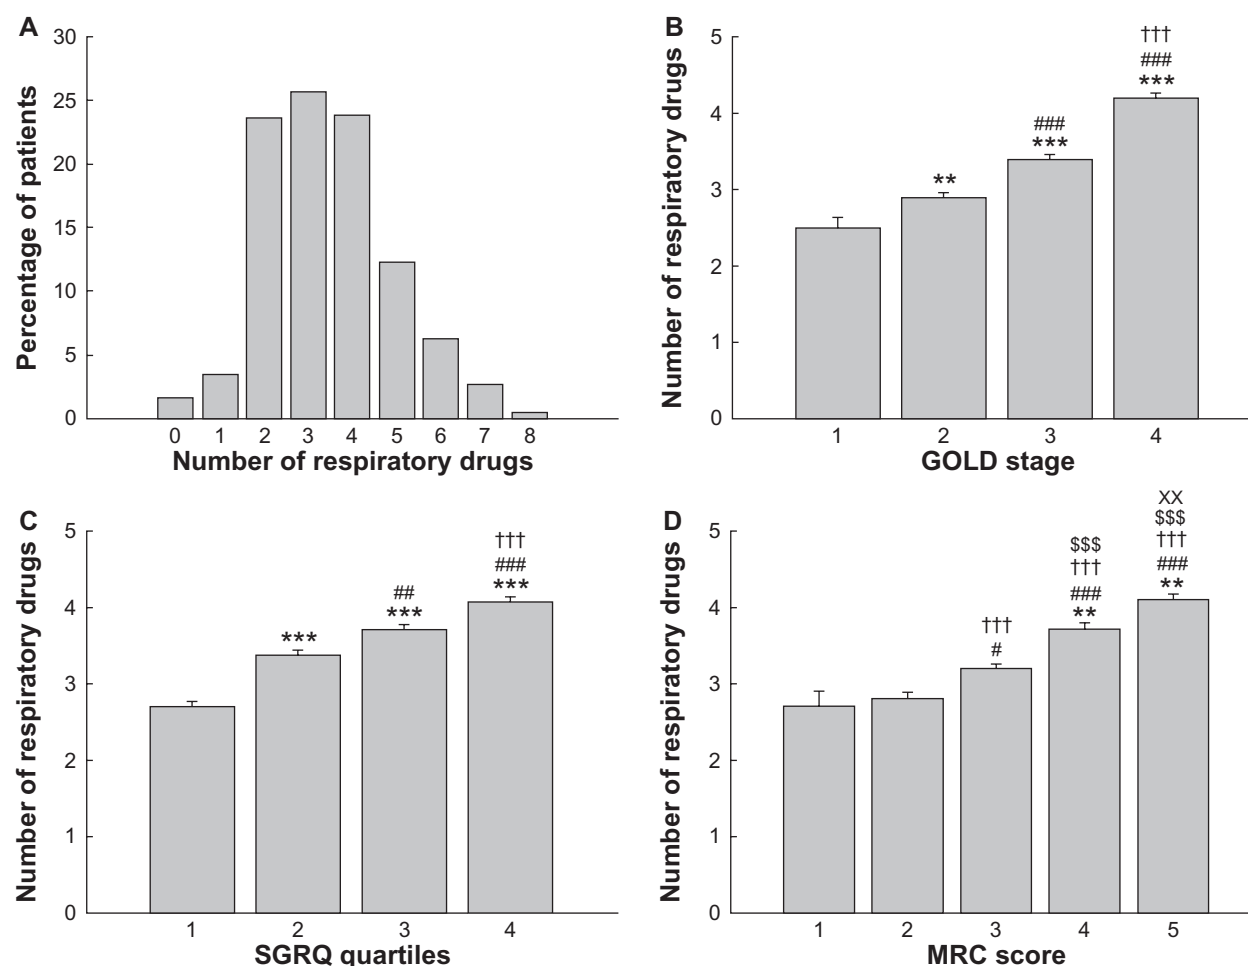 A
30
25
20
15
10
5
0
Percentage of patients
0 1 2 3 4 5 6 7 8
Number of respiratory drugs
B
5
4
3
2
1
0
Number of respiratory drugs
**
###
***
†††
###
***
1 2 3 4
GOLD stage
C
5
4
3
2
1
0
Number of respiratory drugs
***
##
***
†††
###
***
1 2 3 4
SGRQ quartiles
D
5
4
3
2
1
0
Number of respiratory drugs
†††
#
$$$
†††
###
**
XX
$$$
†††
###
**
1 2 3 4 5
MRC score